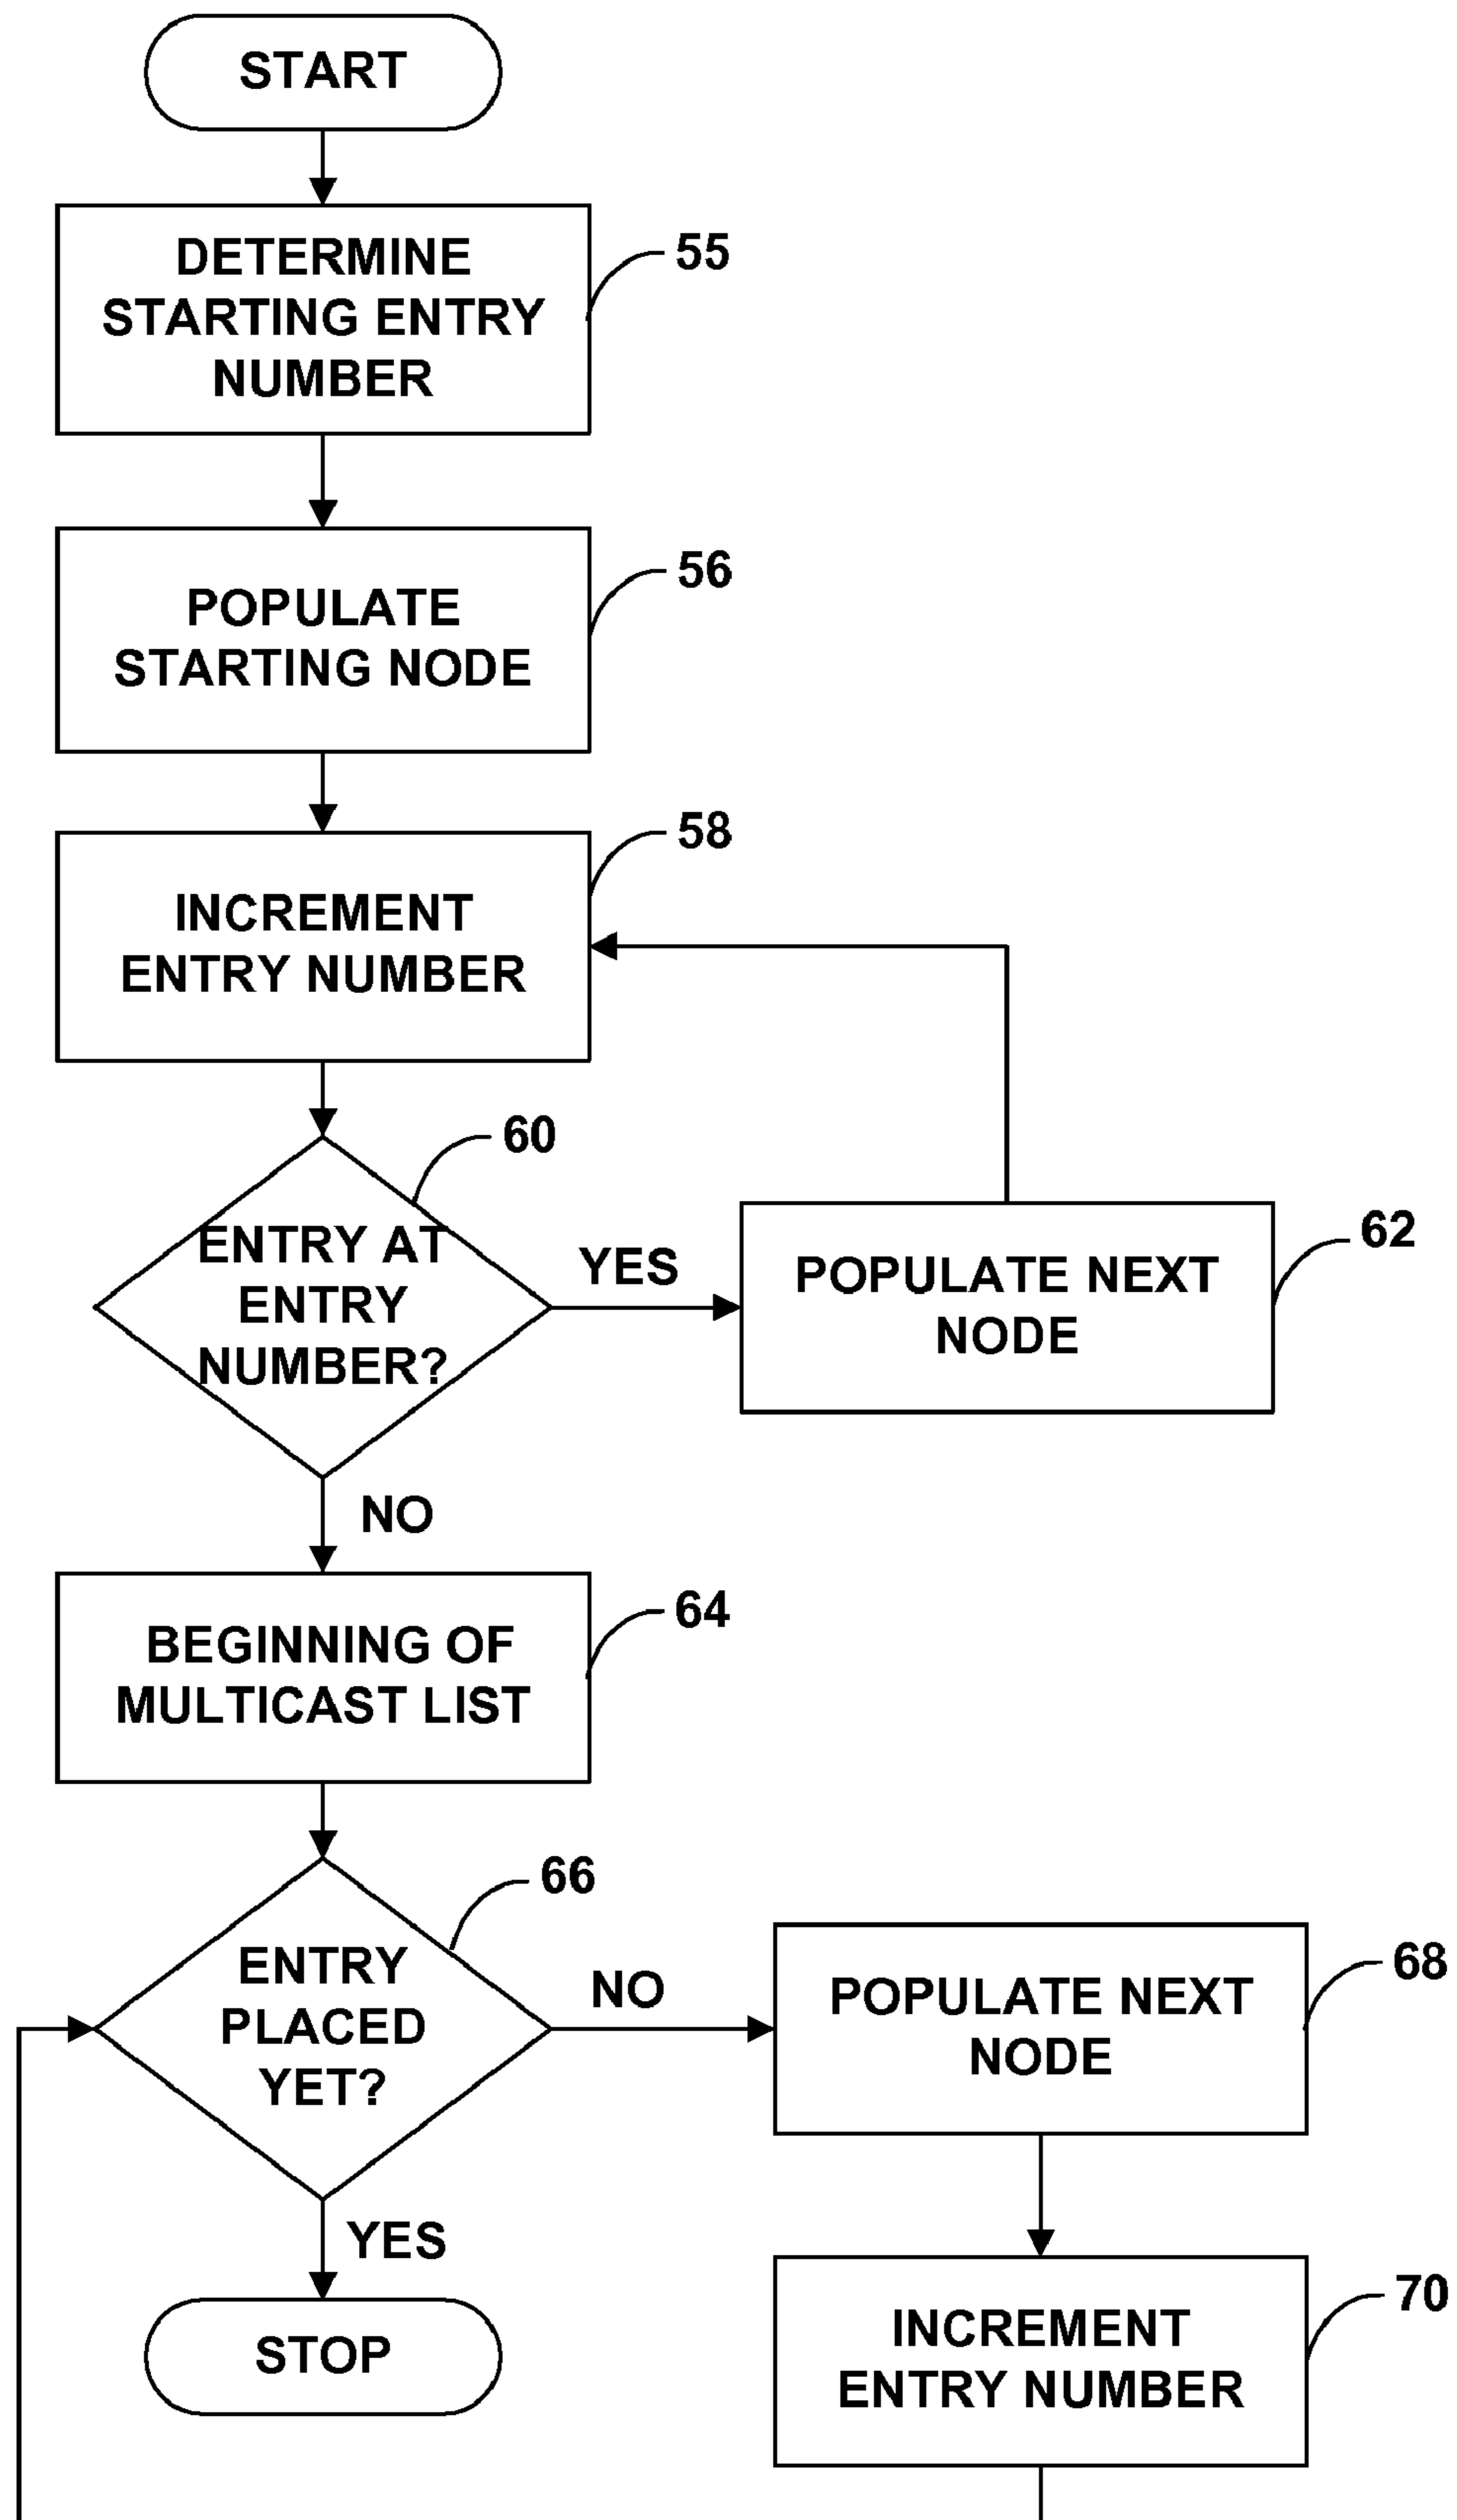 START
DETERMINE
STARTING ENTRY
NUMBER
55
POPULATE
STARTING NODE
56
INCREMENT
ENTRY NUMBER
58
ENTRY AT
ENTRY
NUMBER?
60
YES
POPULATE NEXT
NODE
62
NO
BEGINNING OF
MULTICAST LIST
64
ENTRY
PLACED
YET?
66
NO
POPULATE NEXT
NODE
68
YES
STOP
INCREMENT
ENTRY NUMBER
70